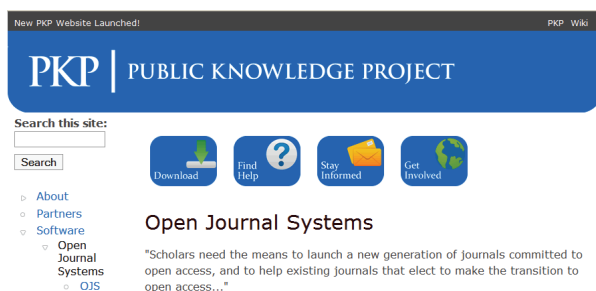 New PKP Website Launched!
PKP Wiki
PKP | PUBLIC KNOWLEDGE PROJECT
Search this site:
Search
Download
Find
Help
Stay
Informed
Get
Involved
About
Partners
Software
Open
Journal
Systems
OJS
Open Journal Systems
"Scholars need the means to launch a new generation of journals committed to
open access, and to help existing journals that elect to make the transition to
open access..."